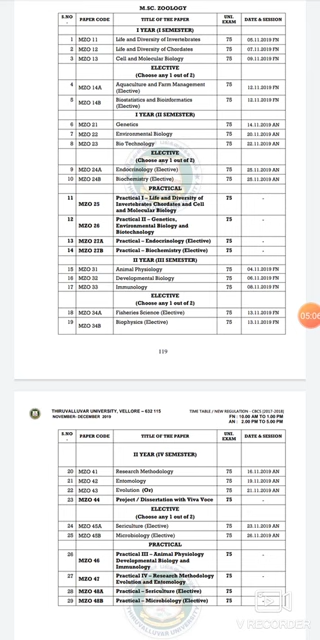 M.SC. ZOOLOGY
S.NO . PAPER CODE TITLE OF THE PAPER UNI. EXAM DATE & SESSION
I YEAR (I SEMESTER)
1 MZO 11 Life and Diversity of Invertebrates 75 05.11.2019 FN
2 MZO 12 Life and Diversity of Chordates 75 07.11.2019 FN
3 MZO 13 Cell and Molecular Biology 75 09.11.2019 FN
ELECTIVE
(Choose any 1 out of 2)
4 MZO 14A Aquaculture and Farm Management (Elective) 75 12.11.2019 FN
5 MZO 14B Biostatistics and Bioinformatics (Elective) 75 12.11.2019 FN
I YEAR (II SEMESTER)
6 MZO 21 Genetics 75 14.11.2019 FN
7 MZO 22 Environmental Biology 75 20.11.2019 FN
8 MZO 23 Bio Technology 75 22.11.2019 FN
ELECTIVE
(Choose any 1 out of 2)
9 MZO 24A Endocrinology (Elective) 75 25.11.2019 FN
10 MZO 24B Biochemistry (Elective) 75 25.11.2019 FN
PRACTICAL
11 MZO 25 Practical I – Life and Diversity of 75 -
Invertebrates Chordates and Cell
and Molecular Biology
12 MZO 26 Practical II – Genetics, 75 -
Environmental Biology and
Biotechnology
13 MZO 27A Practical – Endocrinology (Elective) 75 -
14 MZO 27B Practical – Biochemistry (Elective) 75 -
II YEAR (III SEMESTER)
15 MZO 31 Animal Physiology 75 04.11.2019 FN
16 MZO 32 Developmental Biology 75 06.11.2019 FN
17 MZO 33 Immunology 75 08.11.2019 FN
ELECTIVE
(Choose any 1 out of 2)
18 MZO 34A Fisheries Science (Elective) 75 13.11.2019 FN
19 MZO 34B Biophysics (Elective) 75 13.11.2019 FN
05:06
119
THIRUVALLUVAR UNIVERSITY, VELLORE – 632 115 TIME TABLE / NEW REGULATION - CBCS (2017-2018)
NOVEMBER- DECEMBER 2019 FN : 10.00 AM TO 1.00 PM
AN : 2.00 PM TO 5.00 PM
S.NO . PAPER CODE TITLE OF THE PAPER UNI. EXAM DATE & SESSION
II YEAR (IV SEMESTER)
20 MZO 41 Research Methodology 75 16.11.2019 AN
21 MZO 42 Entomology 75 19.11.2019 AN
22 MZO 43 Evolution (Or) 75 21.11.2019 AN
23 MZO 44 Project / Dissertation with Viva Voce 75 -
ELECTIVE
(Choose any 1 out of 2)
24 MZO 45A Sericulture (Elective) 75 23.11.2019 AN
25 MZO 45B Microbiology (Elective) 75 26.11.2019 AN
PRACTICAL
26 MZO 46 Practical III – Animal Physiology 75 -
Developmental Biology and
Immunology
27 MZO 47 Practical IV – Research Methodology 75 -
Evolution and Entomology
28 MZO 48A Practical – Sericulture (Elective) 75 -
29 MZO 48B Practical – Microbiology (Elective) 75 -
VRECORDER